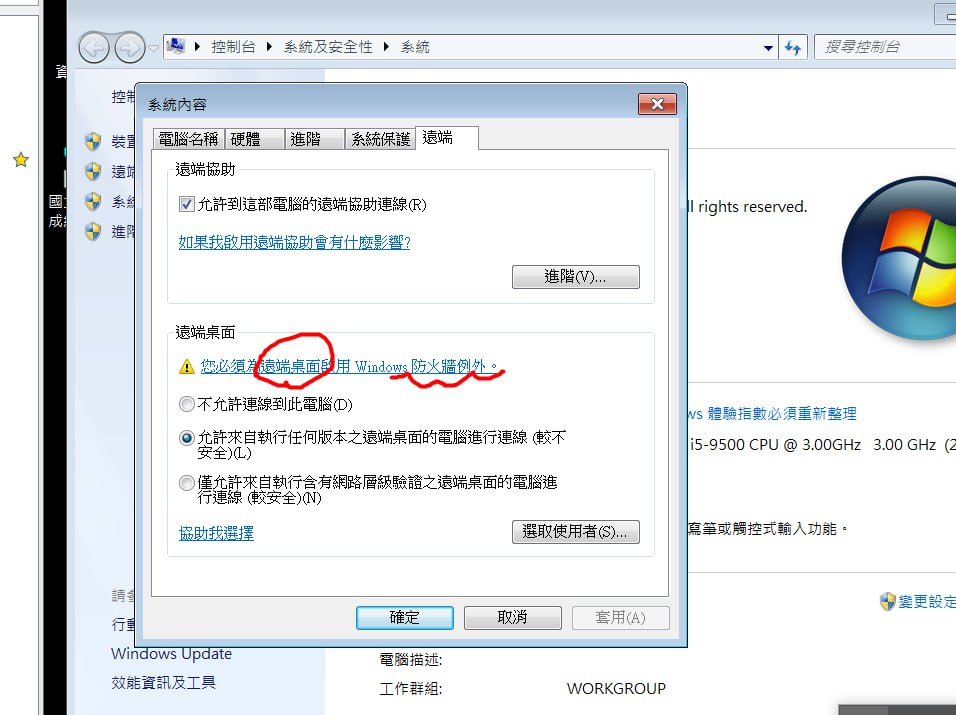 控制台 ▸ 系統及安全性 ▸ 系統
搜尋控制台
系統內容
電腦名稱 硬體 進階 系統保護 遠端
遠端協助
允許到這部電腦的遠端協助連線(R)
如果我啟用遠端協助會有什麼影響?
進階(V)...
遠端桌面
您必須為遠端桌面啟用 Windows 防火牆例外。
不允許連線到此電腦(D)
允許來自執行任何版本之遠端桌面的電腦進行連線 (較不
安全)(L)
僅允許來自執行含有網路層級驗證之遠端桌面的電腦進
行連線 (較安全)(N)
協助我選擇
選取使用者(S)...
確定 取消 套用(A)
資
國
成
控制
裝置
遠端
系統
進階
ll rights reserved.
ws 體驗指數必須重新整理
i5-9500 CPU @ 3.00GHz 3.00 GHz (2
寫筆或觸控式輸入功能。
變更設定
請參
行動
Windows Update
效能資訊及工具
電腦描述:
工作群組: WORKGROUP